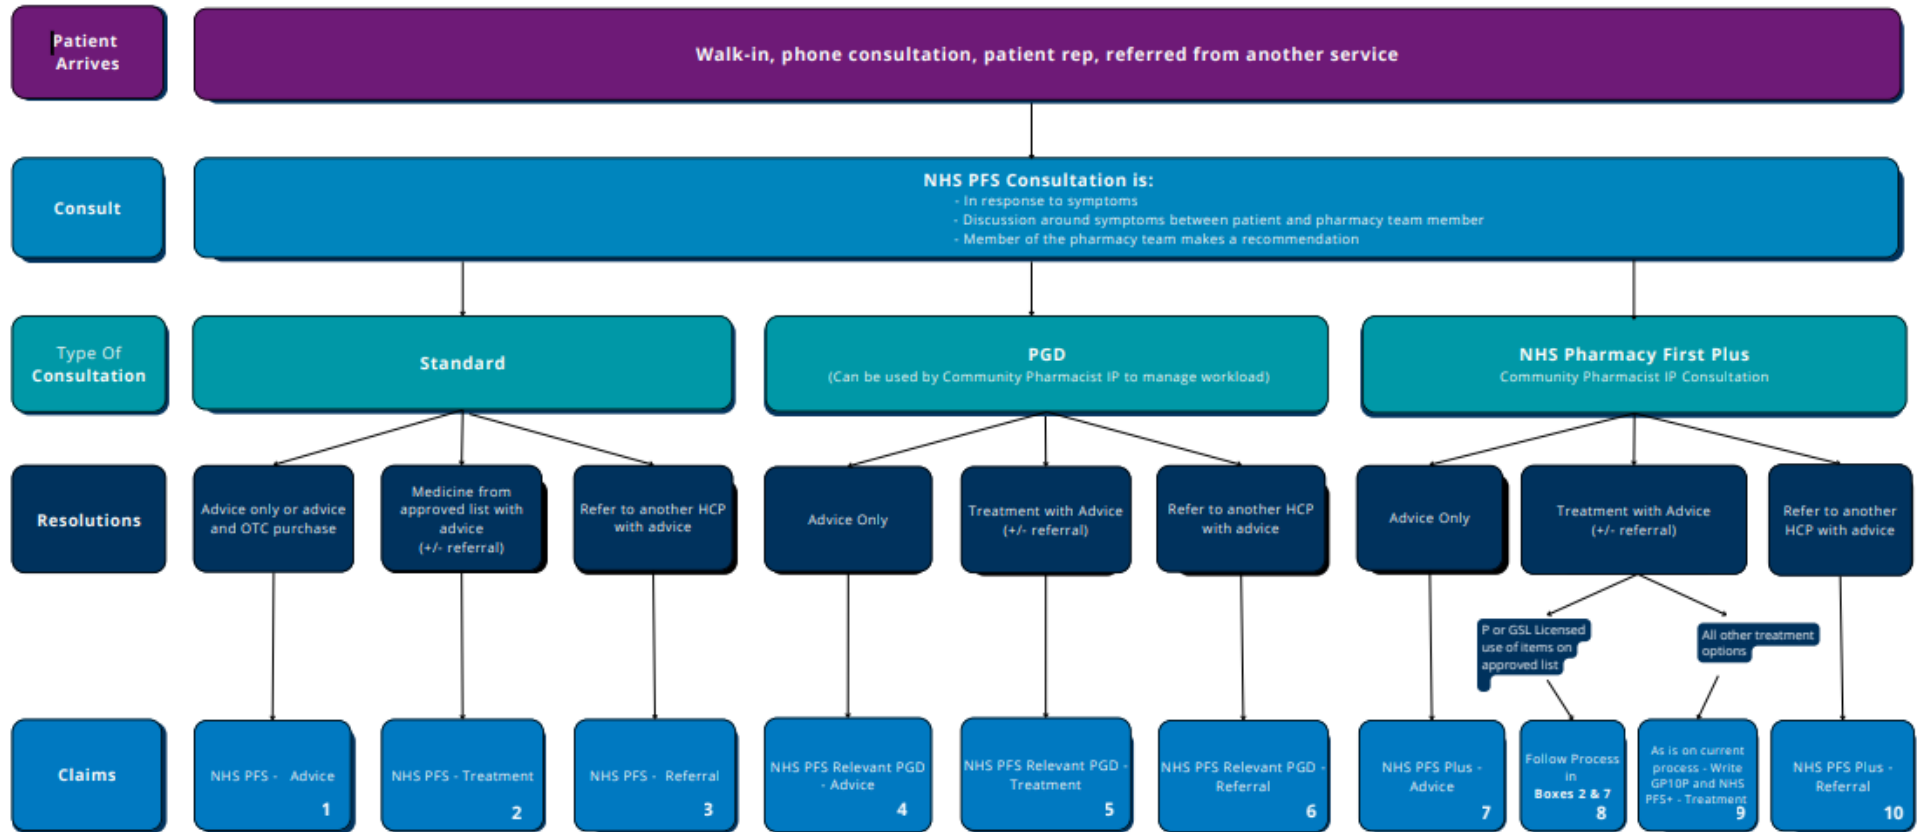 Patient
Arrives
Walk-in, phone consultation, patient rep, referred from another service
Consult
NHS PFS Consultation is:
- In response to symptoms
- Discussion around symptoms between patient and pharmacy team member
- Member of the pharmacy team makes a recommendation
Type Of
Consultation
Standard
PGD
(Can be used by Community Pharmacist IP to manage workload)
NHS Pharmacy First Plus
Community Pharmacist IP Consultation
Resolutions
Advice only or advice
and OTC purchase
Medicine from
approved list with
advice
(+/- referral)
Refer to another HCP
with advice
Advice Only
Treatment with Advice
(+/- referral)
Refer to another HCP
with advice
Advice Only
Treatment with Advice
(+/- referral)
Refer to another
HCP with advice
P or GSL Licensed
use of items on
approved list
All other treatment
options
Claims
NHS PFS - Advice
1
NHS PFS - Treatment
2
NHS PFS - Referral
3
NHS PFS Relevant PGD
- Advice
4
NHS PFS Relevant PGD -
Treatment
5
NHS PFS Relevant PGD -
Referral
6
NHS PFS Plus -
Advice
7
Follow Process
in
Boxes 2 & 7
8
As is on current
process - Write
GP10P and NHS
PFS+ - Treatment
9
NHS PFS Plus -
Referral
10